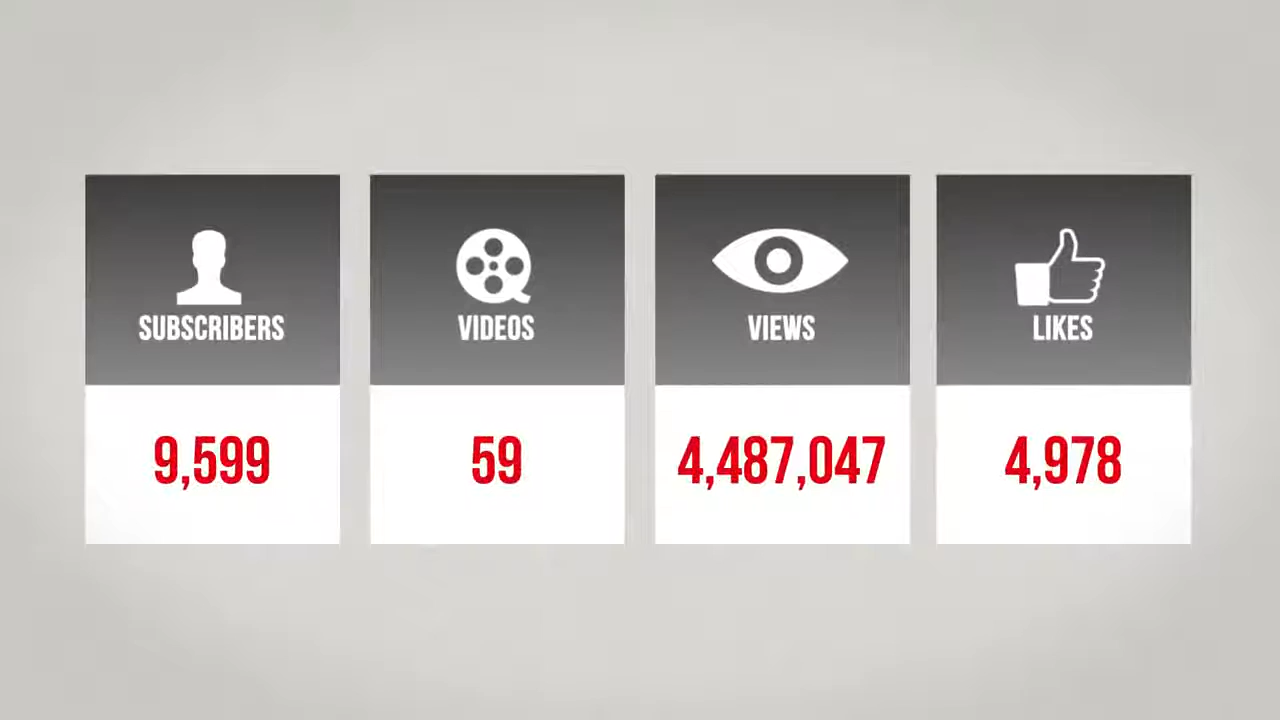 SUBSCRIBERS
9,599
VIDEOS
59
VIEWS
4,487,047
LIKES
4,978